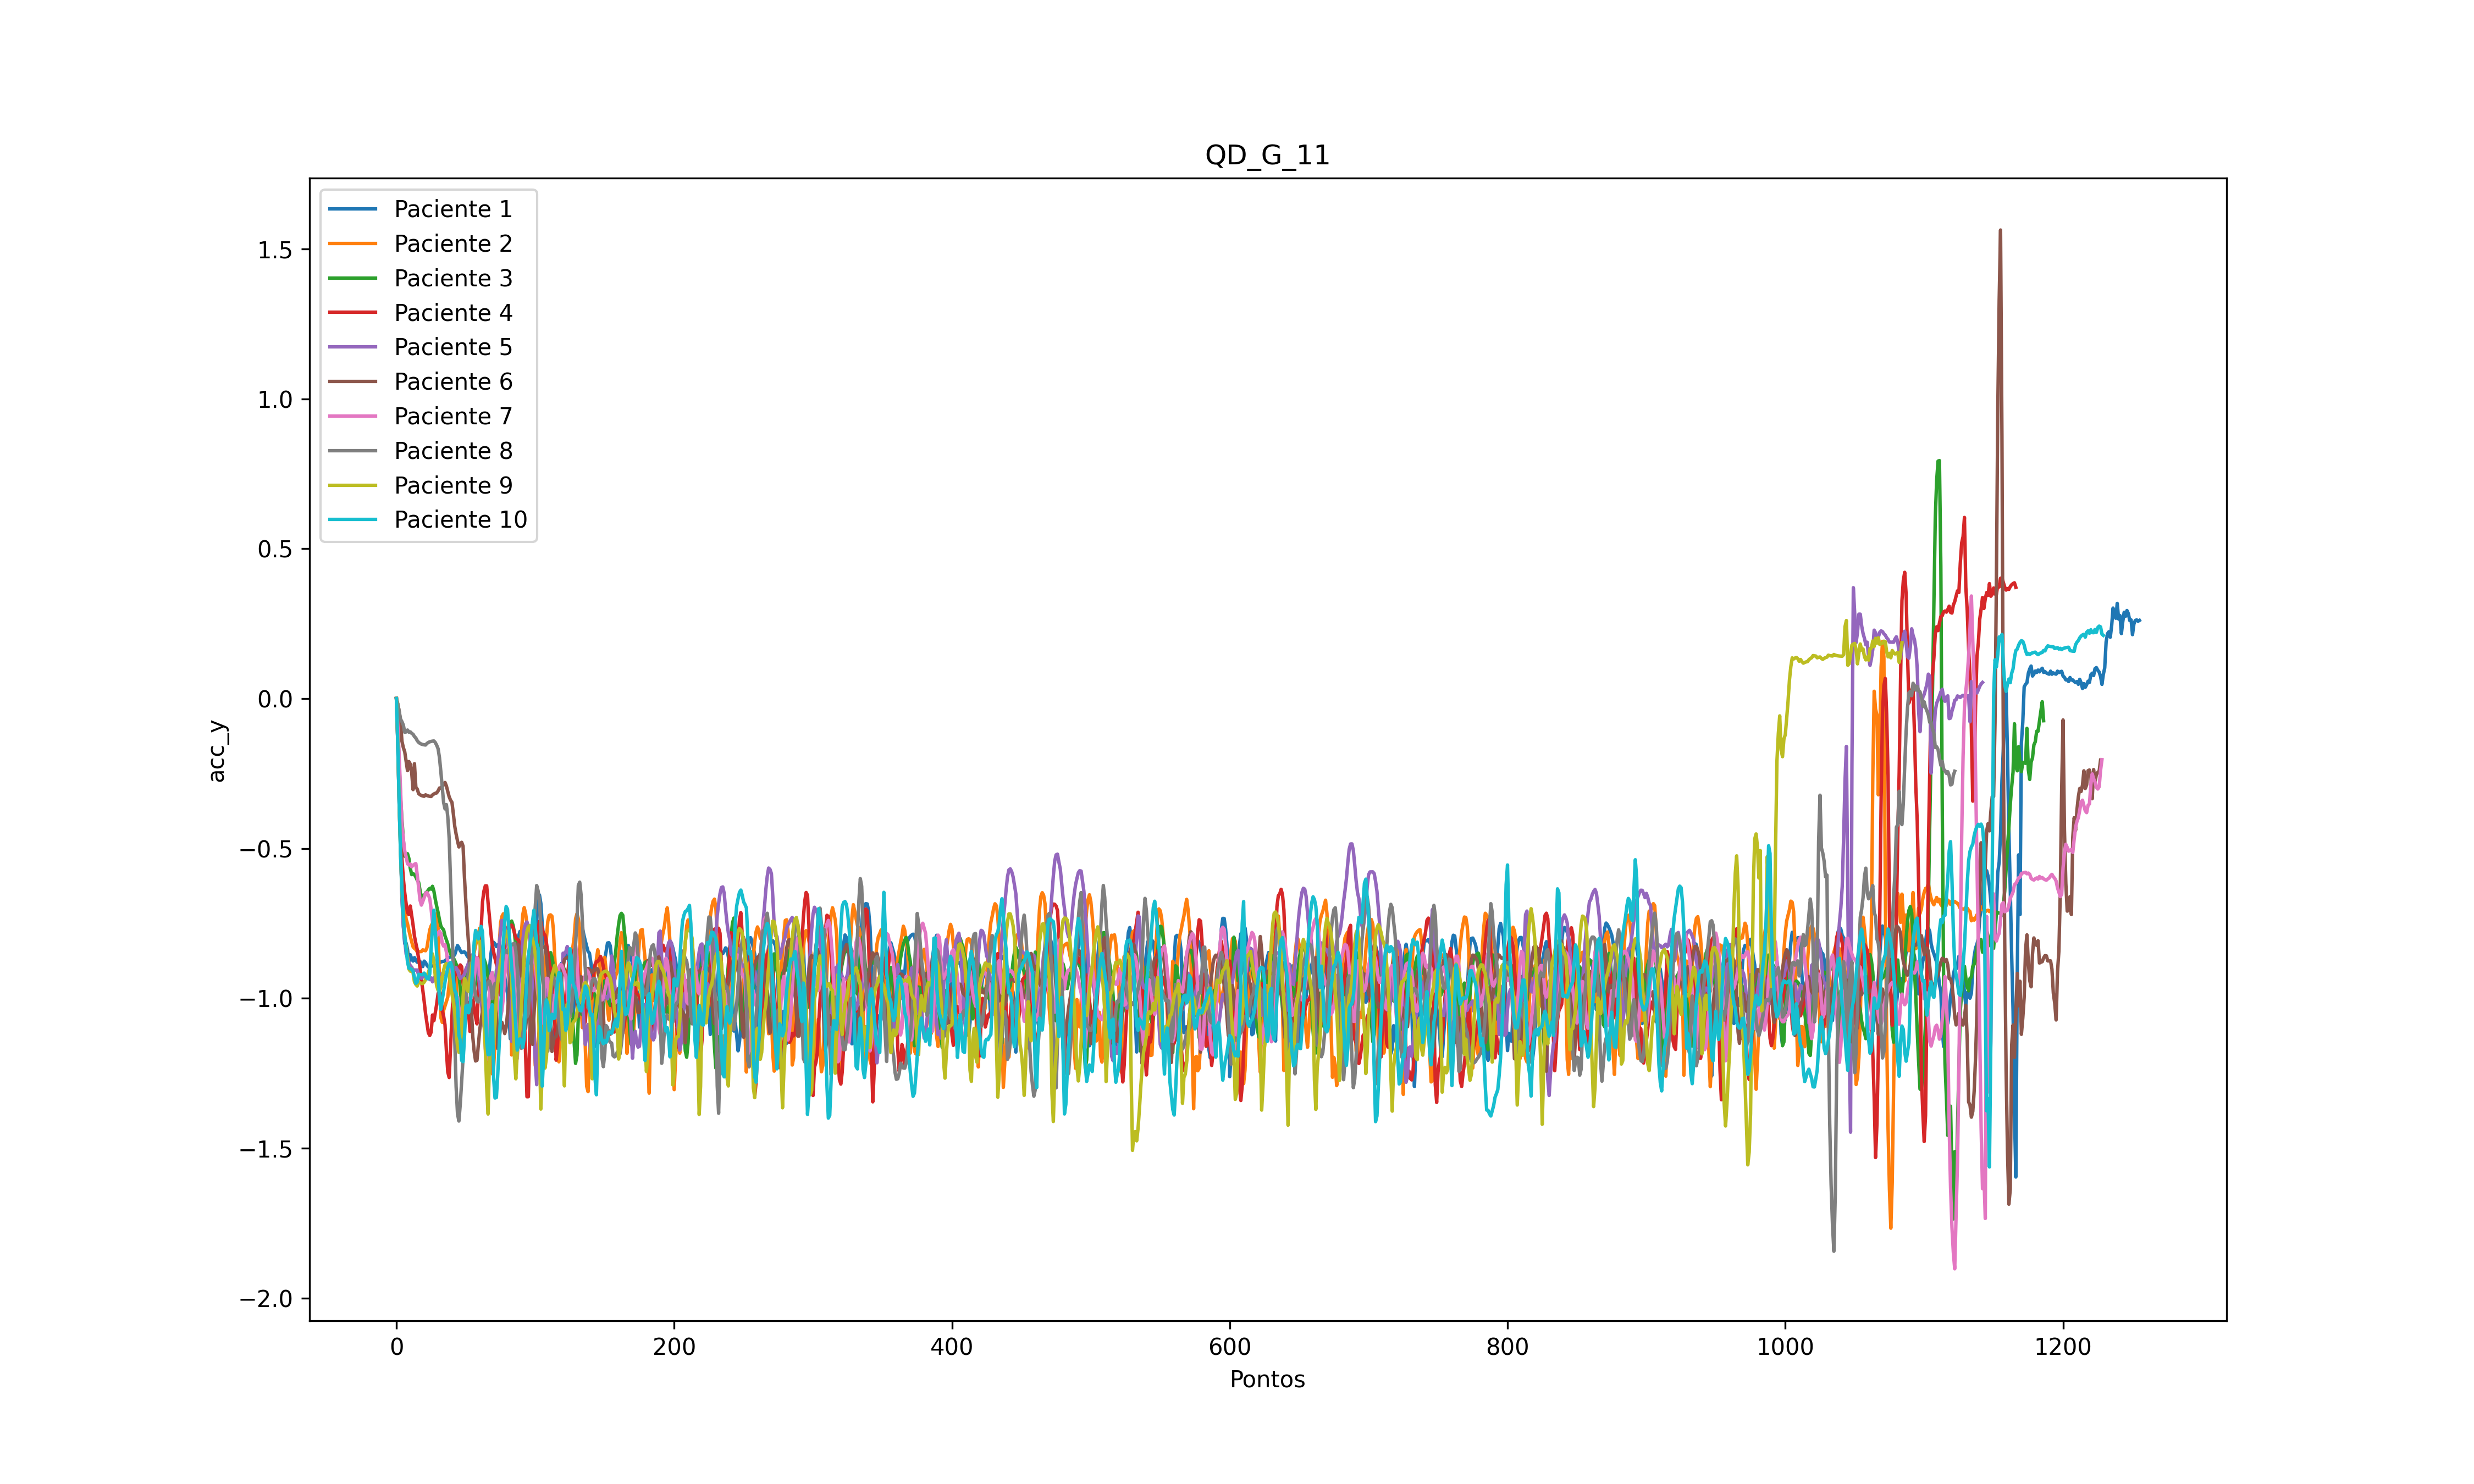 QD_G_11
Paciente 1
Paciente 2
Paciente 3
Paciente 4
Paciente 5
Paciente 6
Paciente 7
Paciente 8
Paciente 9
Paciente 10
1.5
1.0
0.5
0.0
−0.5
−1.0
−1.5
−2.0
acc_y
0 200 400 600 800 1000 1200
Pontos